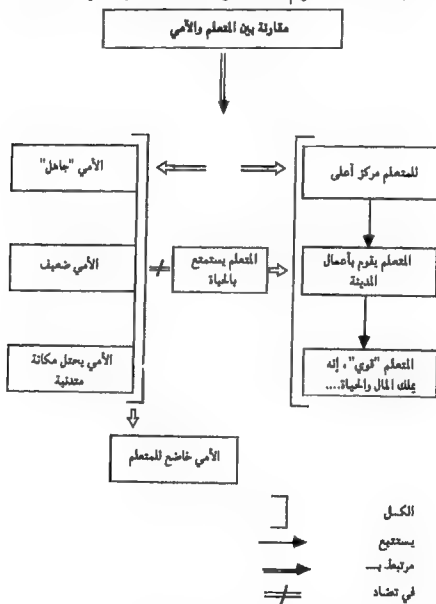 مقارنة بين المتعلم والأمي
للمتعلم مركز أعلى
الأمي "جاهل"
المتعلم يقوم بأعمال
المدينة
المتعلم يستمتع
بالحياة
الأمي ضعيف
المتعلم "قوي"، إنه
يملك المال والحياة....
الأمي يحتل مكانة
متدنية
الأمي خاضع للمتعلم
الكل
يستتبع
مرتبط بــ
في تضاد